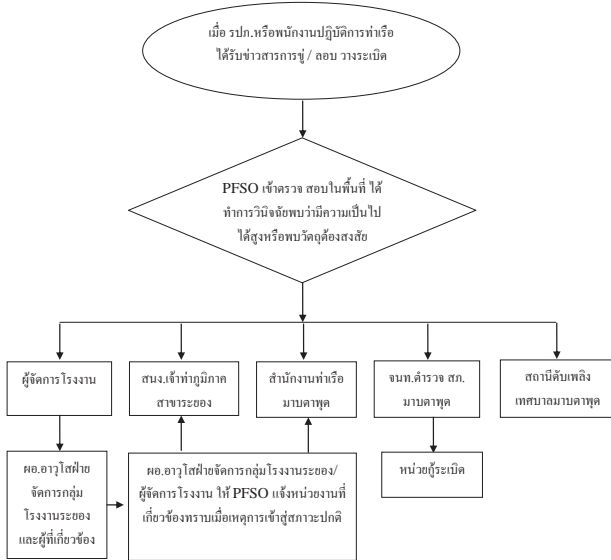 เมื่อ รปภ.หรือพนักงานปฎิบัติการท่าเรือ
ได้รับข่าวสารการขู่ / ลอบ วางระเบิด
PFSO เข้าตรวจ สอบในพื้นที่ ได้
ทำการวินิจฉัยพบว่ามีความเป็นไป
ได้สูงหรือพบวัตถุต้องสงสัย
ผู้จัดการโรงงาน
สนง.เจ้าท่าภูมิภาค
สาขาระยอง
สำนักงานท่าเรือ
มาบตาพุด
จนท.ตำรวจ สภ.
มาบตาพุด
สถานีดับเพลิง
เทศบาลมาบตาพุด
ผอ.อาวุโสฝ่าย
จัดการกลุ่ม
โรงงานระยอง
และผู้ที่เกี่ยวข้อง
ผอ.อาวุโสฝ่ายจัดการกลุ่มโรงงานระยอง/
ผู้จัดการโรงงาน ให้ PFSO แจ้งหน่วยงานที่
เกี่ยวข้องทราบเมื่อเหตุการเข้าสู่สภาวะปกติ
หน่วยกู้ระเบิด